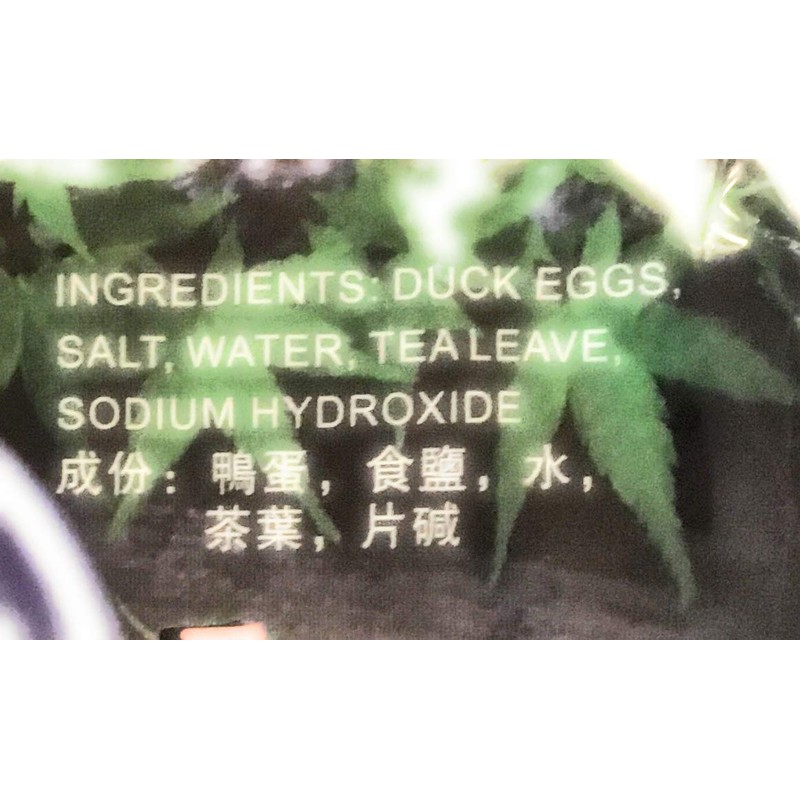 INGREDIENTS: DUCK EGGS,
SALT, WATER, TEA LEAVE,
SODIUM HYDROXIDE
成份：鴨蛋，食鹽，水，
茶葉，片碱